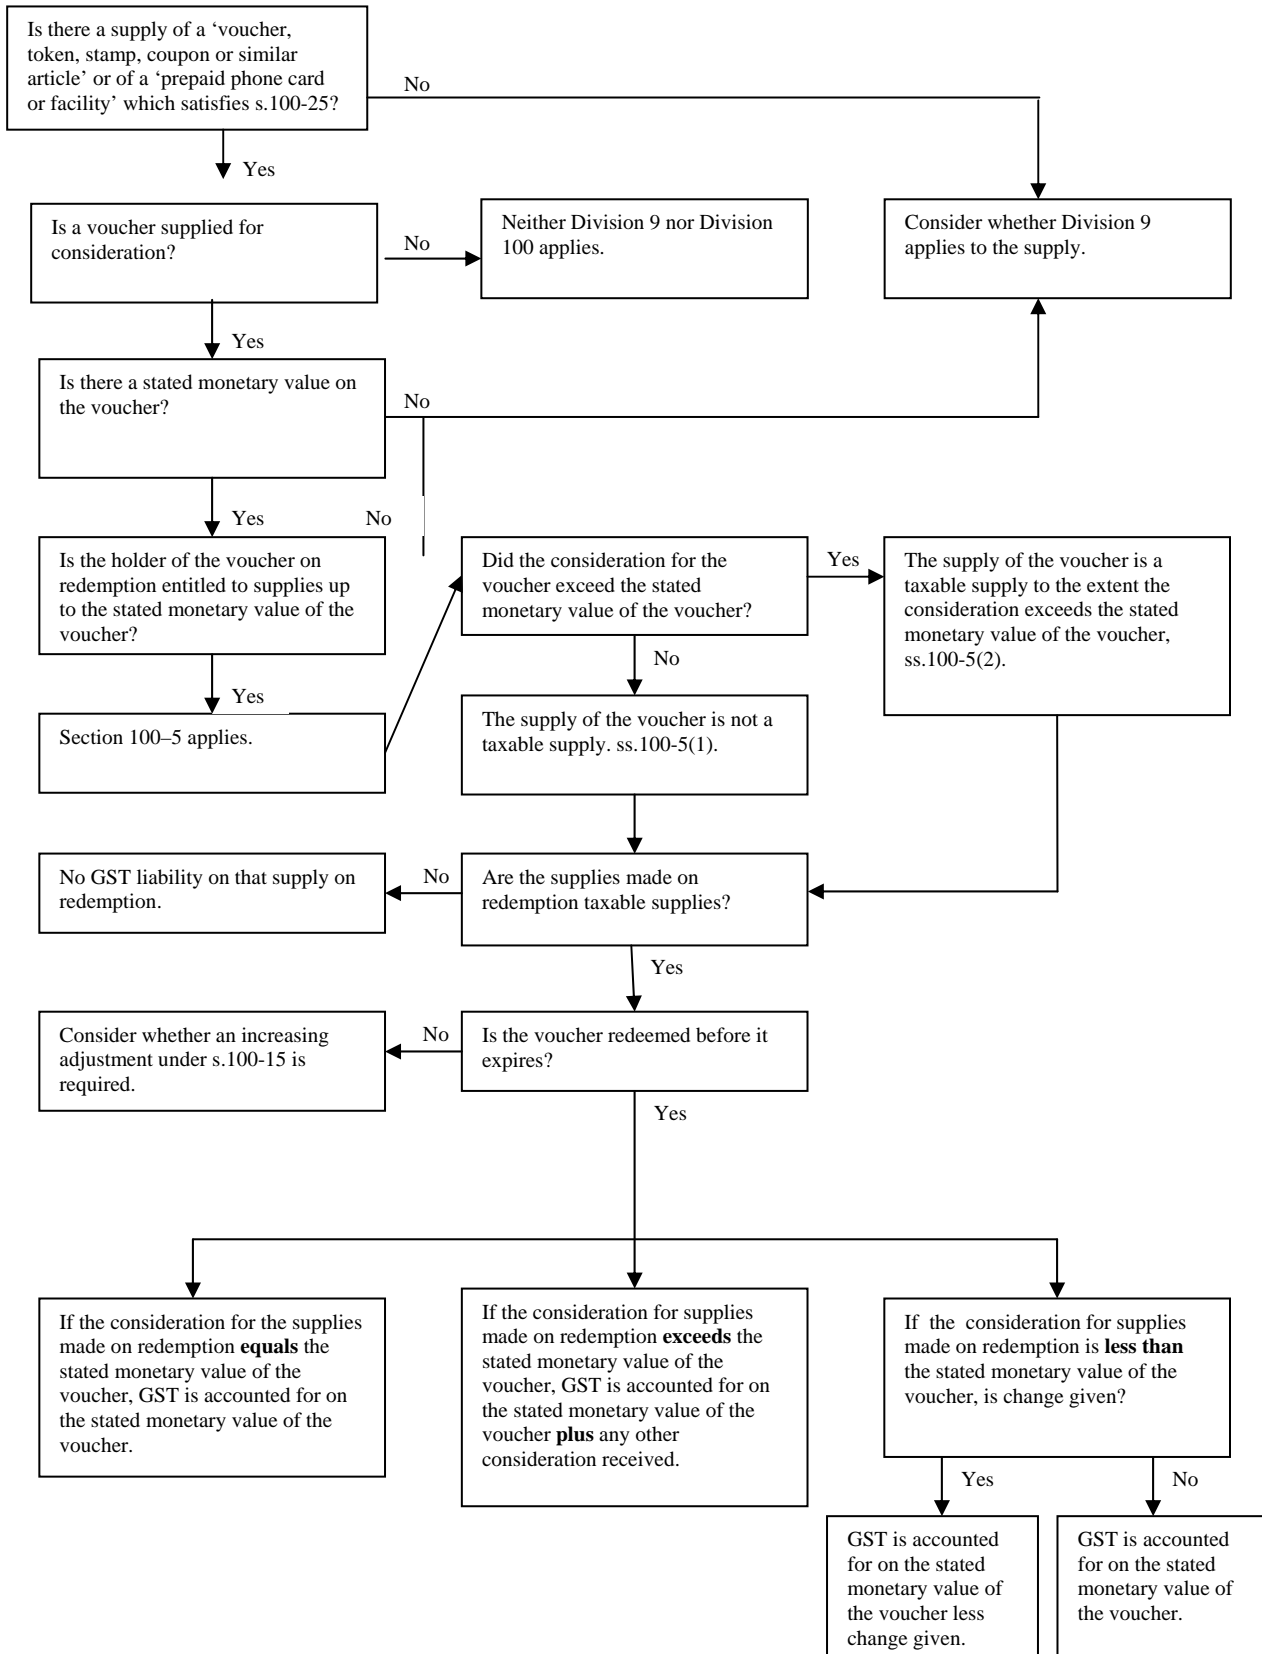 Is there a supply of a ‘voucher,
token, stamp, coupon or similar
article’ or of a ‘prepaid phone card
or facility’ which satisfies s.100-25?
No
Yes
Is a voucher supplied for
consideration?
No
Neither Division 9 nor Division
100 applies.
Consider whether Division 9
applies to the supply.
Yes
Is there a stated monetary value on
the voucher?
No
Yes
No
Is the holder of the voucher on
redemption entitled to supplies up
to the stated monetary value of the
voucher?
Did the consideration for the
voucher exceed the stated
monetary value of the voucher?
Yes
The supply of the voucher is a
taxable supply to the extent the
consideration exceeds the stated
monetary value of the voucher,
ss.100-5(2).
Yes
No
Section 100–5 applies.
The supply of the voucher is not a
taxable supply. ss.100-5(1).
No GST liability on that supply on
redemption.
No
Are the supplies made on
redemption taxable supplies?
Yes
Consider whether an increasing
adjustment under s.100-15 is
required.
No
Is the voucher redeemed before it
expires?
Yes
If the consideration for the supplies
made on redemption equals the
stated monetary value of the
voucher, GST is accounted for on
the stated monetary value of the
voucher.
If the consideration for supplies
made on redemption exceeds the
stated monetary value of the
voucher, GST is accounted for on
the stated monetary value of the
voucher plus any other
consideration received.
If the  consideration for supplies
made on redemption is less than
the stated monetary value of the
voucher, is change given?
Yes
No
GST is accounted
for on the stated
monetary value of
the voucher less
change given.
GST is accounted
for on the stated
monetary value of
the voucher.